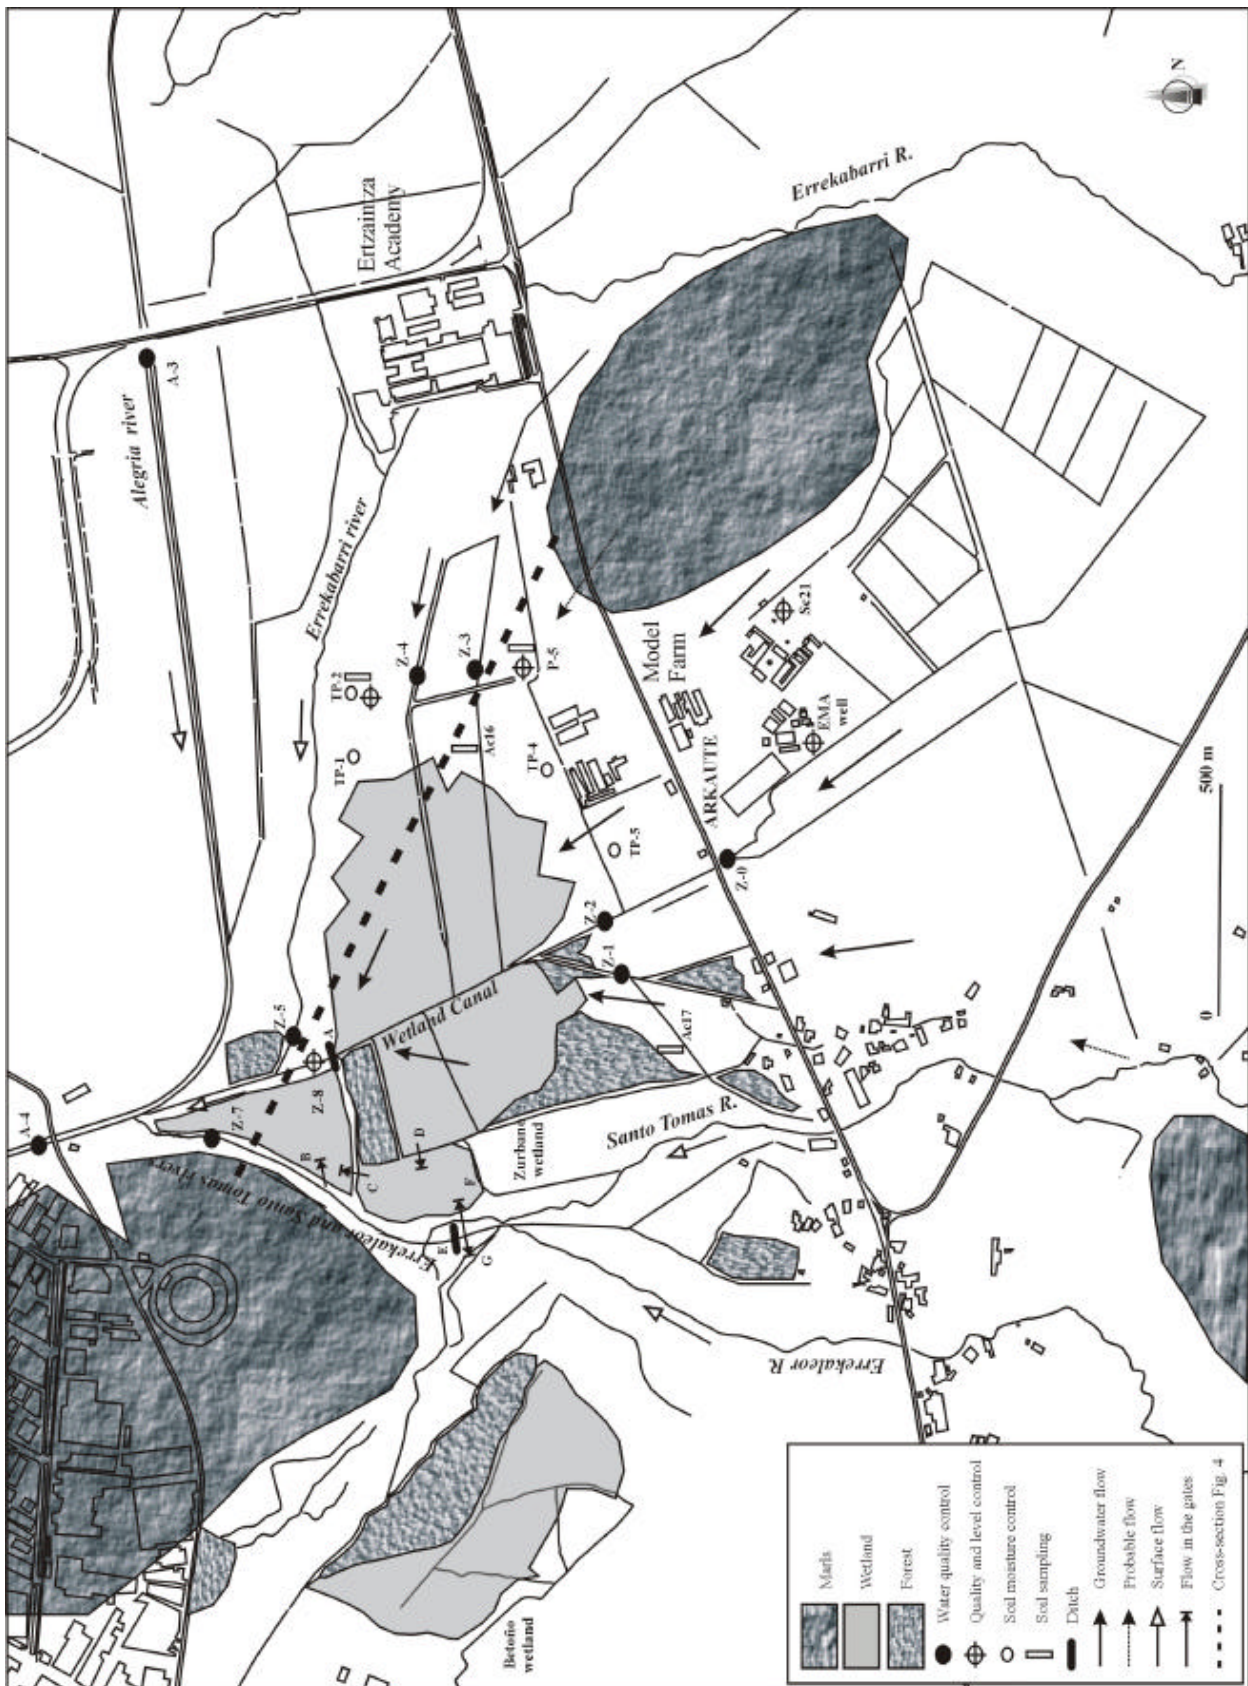 N
Errekabarri R.
Ertzaintza
Academy
A-3
Alegria river
Errekabarri river
Z-4
Z-3
P-5
TP-2
TP-1
Ac16
TP-4
TP-5
Model
Farm
Sc21
EMA
well
ARKAUTE
Z-0
Z-2
Z-1
Ac17
Wetland Canal
Z-5
A
Z-8
Z-7
A-4
B
C
D
E
F
G
Zurbano
wetland
Santo Tomas R.
Errekaleor and Santo Tomas rivers
Errekaleor R
Betoño
wetland
500 m
0
Marls
Wetland
Forest
Water quality control
Quality and level control
Soil moisture control
Soil sampling
Ditch
Groundwater flow
Probable flow
Surface flow
Flow in the gates
Cross-section Fig. 4